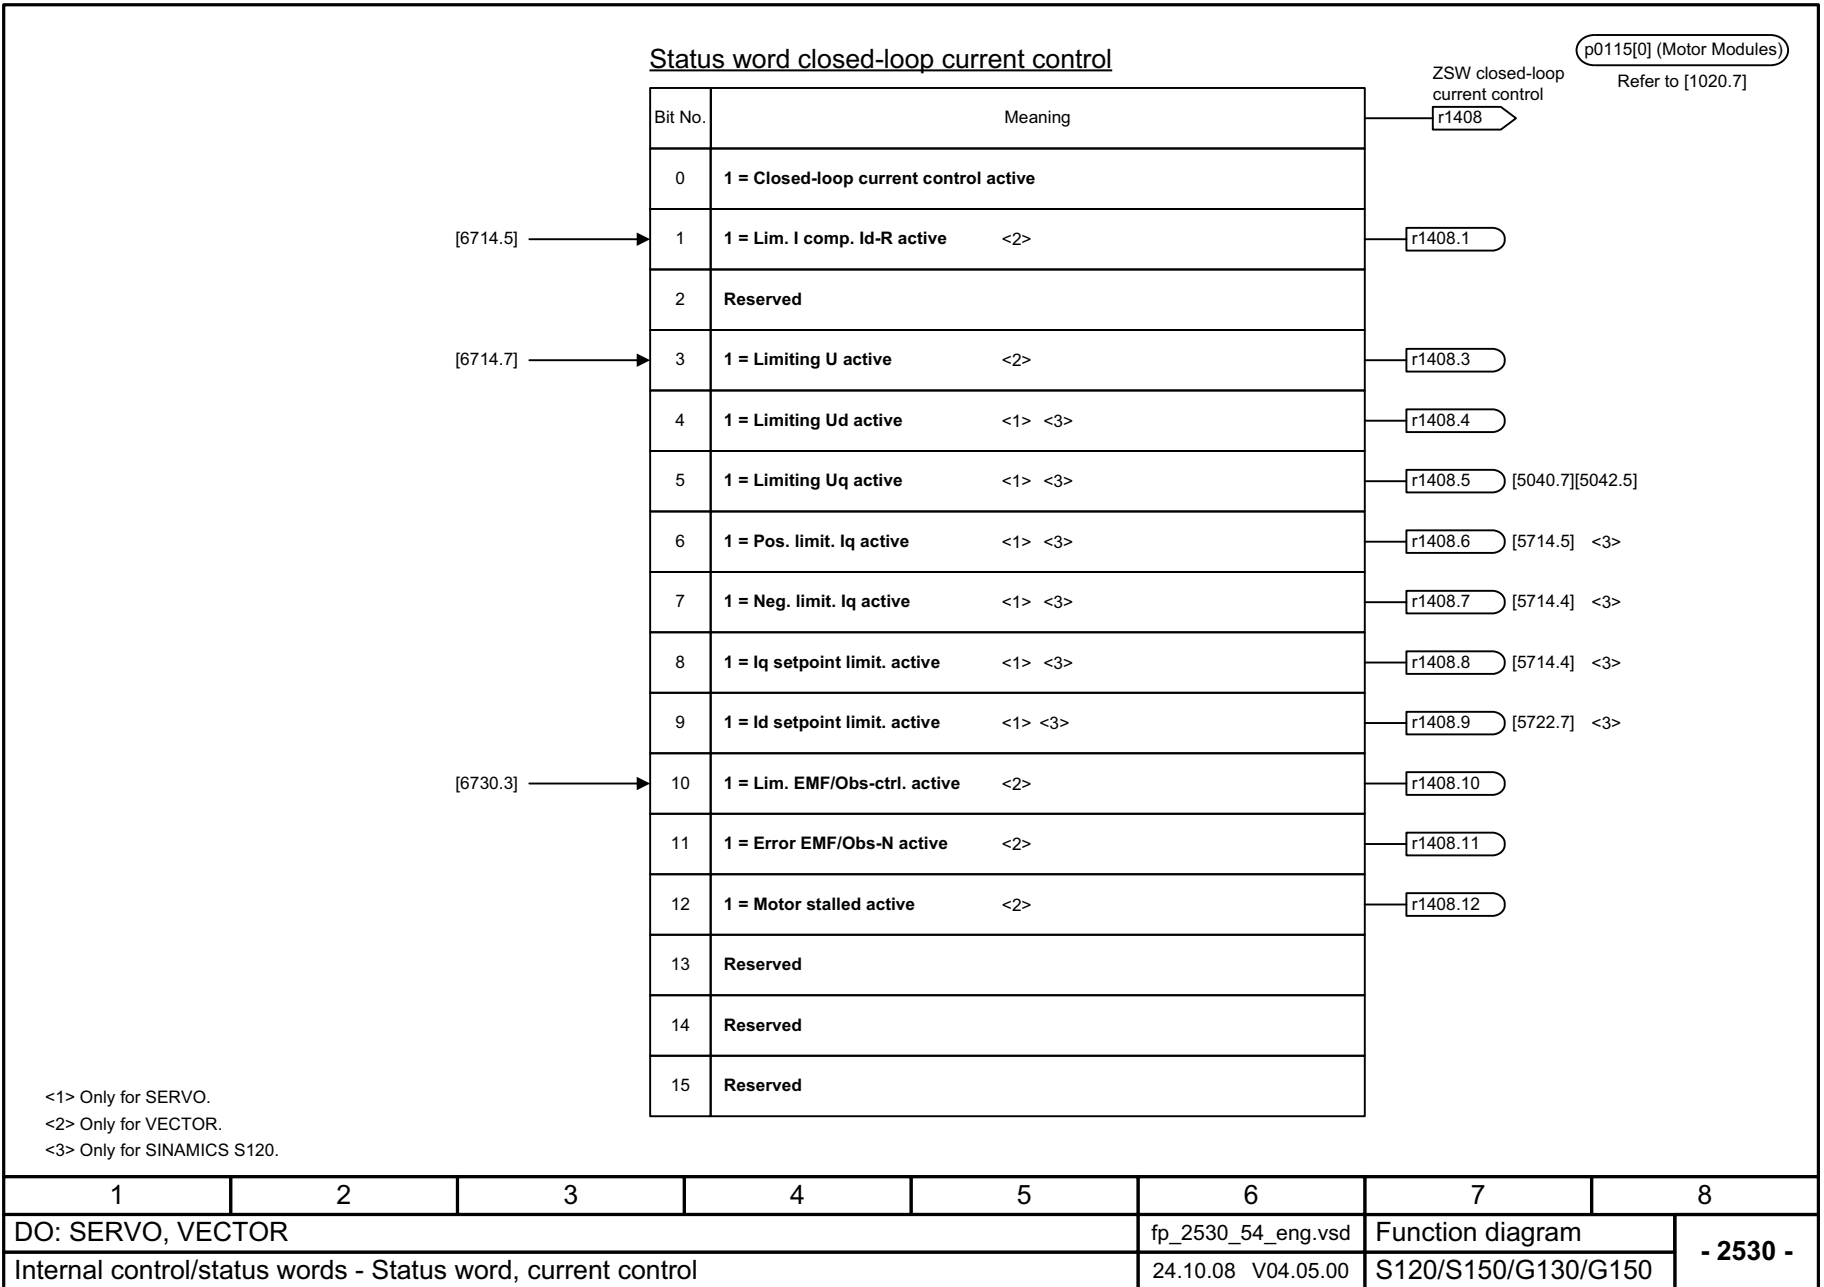 Status word closed-loop current control
p0115[0] (Motor Modules)
Refer to [1020.7]
ZSW closed-loop
current control
Bit No. Meaning r1408
0 1 = Closed-loop current control active
[6714.5] 1 1 = Lim. I comp. Id-R active <2> r1408.1
2 Reserved
[6714.7] 3 1 = Limiting U active <2> r1408.3
4 1 = Limiting Ud active <1> <3> r1408.4
5 1 = Limiting Uq active <1> <3> r1408.5 [5040.7][5042.5]
6 1 = Pos. limit. Iq active <1> <3> r1408.6 [5714.5] <3>
7 1 = Neg. limit. Iq active <1> <3> r1408.7 [5714.4] <3>
8 1 = Iq setpoint limit. active <1> <3> r1408.8 [5714.4] <3>
9 1 = Id setpoint limit. active <1> <3> r1408.9 [5722.7] <3>
[6730.3] 10 1 = Lim. EMF/Obs-ctrl. active <2> r1408.10
11 1 = Error EMF/Obs-N active <2> r1408.11
12 1 = Motor stalled active <2> r1408.12
13 Reserved
14 Reserved
15 Reserved
<1> Only for SERVO.
<2> Only for VECTOR.
<3> Only for SINAMICS S120.
1 2 3 4 5 6 7 8
DO: SERVO, VECTOR fp_2530_54_eng.vsd Function diagram - 2530 -
Internal control/status words - Status word, current control 24.10.08 V04.05.00 S120/S150/G130/G150